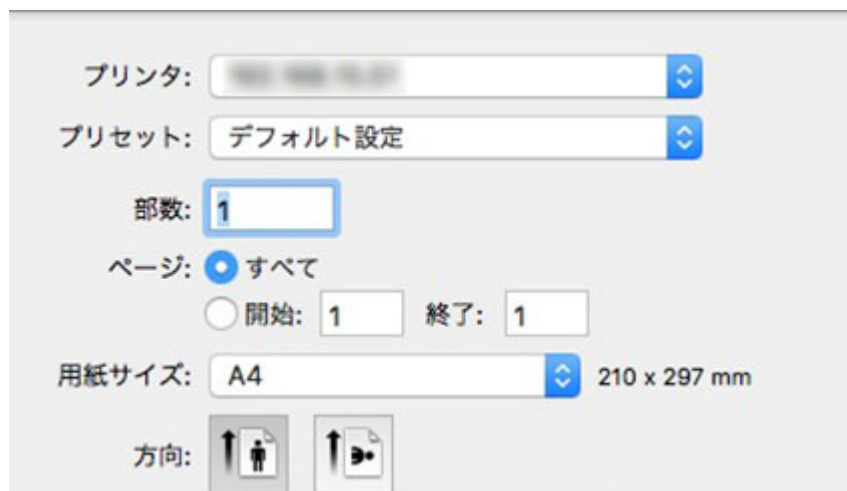 プリンタ:
プリセット: デフォルト設定
部数: 1
ページ: すべて
開始: 1 終了: 1
用紙サイズ: A4 210 x 297 mm
方向: